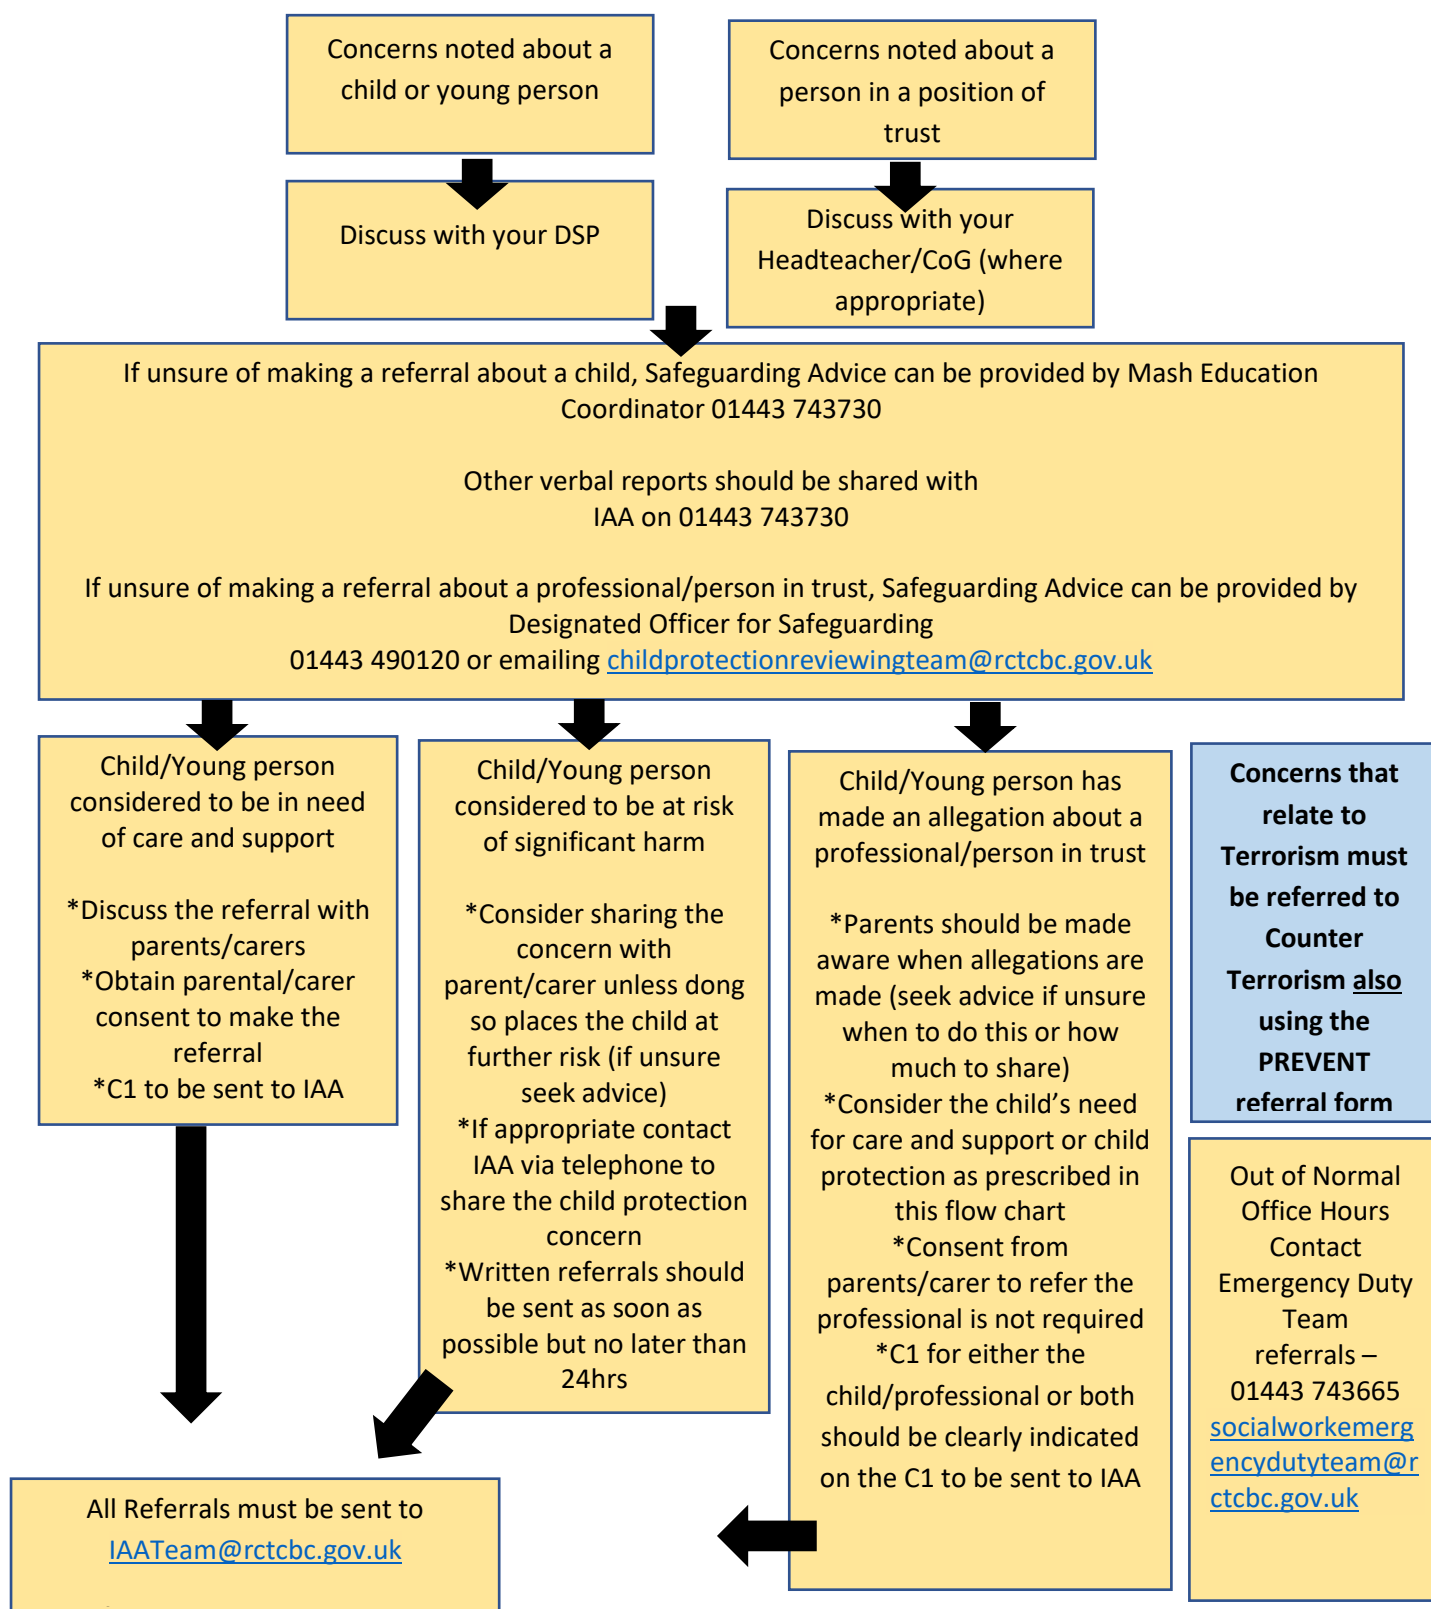 Concerns noted about a
child or young person
Concerns noted about a
person in a position of
trust
Discuss with your DSP
Discuss with your
Headteacher/CoG (where
appropriate)
If unsure of making a referral about a child, Safeguarding Advice can be provided by Mash Education
Coordinator 01443 743730
Other verbal reports should be shared with
IAA on 01443 743730
If unsure of making a referral about a professional/person in trust, Safeguarding Advice can be provided by
Designated Officer for Safeguarding
01443 490120 or emailing childprotectionreviewingteam@rctcbc.gov.uk
Child/Young person
considered to be in need
of care and support
*Discuss the referral with
parents/carers
*Obtain parental/carer
consent to make the
referral
*C1 to be sent to IAA
Child/Young person
considered to be at risk
of significant harm
*Consider sharing the
concern with
parent/carer unless dong
so places the child at
further risk (if unsure
seek advice)
*If appropriate contact
IAA via telephone to
share the child protection
concern
*Written referrals should
be sent as soon as
possible but no later than
24hrs
Child/Young person has
made an allegation about a
professional/person in trust
*Parents should be made
aware when allegations are
made (seek advice if unsure
when to do this or how
much to share)
*Consider the child’s need
for care and support or child
protection as prescribed in
this flow chart
*Consent from
parents/carer to refer the
professional is not required
*C1 for either the
child/professional or both
should be clearly indicated
on the C1 to be sent to IAA
Concerns that
relate to
Terrorism must
be referred to
Counter
Terrorism also
using the
PREVENT
referral form
Out of Normal
Office Hours
Contact
Emergency Duty
Team
referrals –
01443 743665
socialworkemerg
encydutyteam@r
ctcbc.gov.uk
All Referrals must be sent to
IAATeam@rctcbc.gov.uk